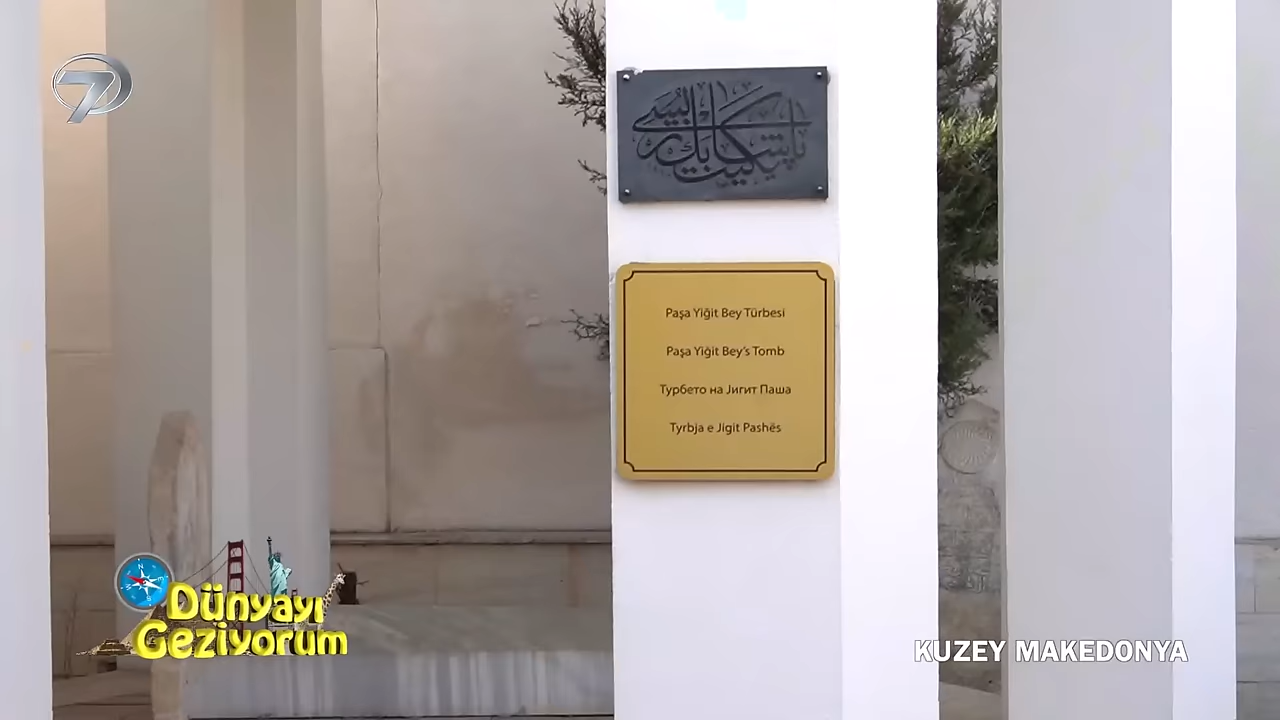 7
Paşa Yiğit Bey Türbesi
Paşa Yiğit Bey's Tomb
Турбето на Јигит Паша
Tyrbja e Jigit Pashës
Dünyayı
Geziyorum
KUZEY MAKEDONYA